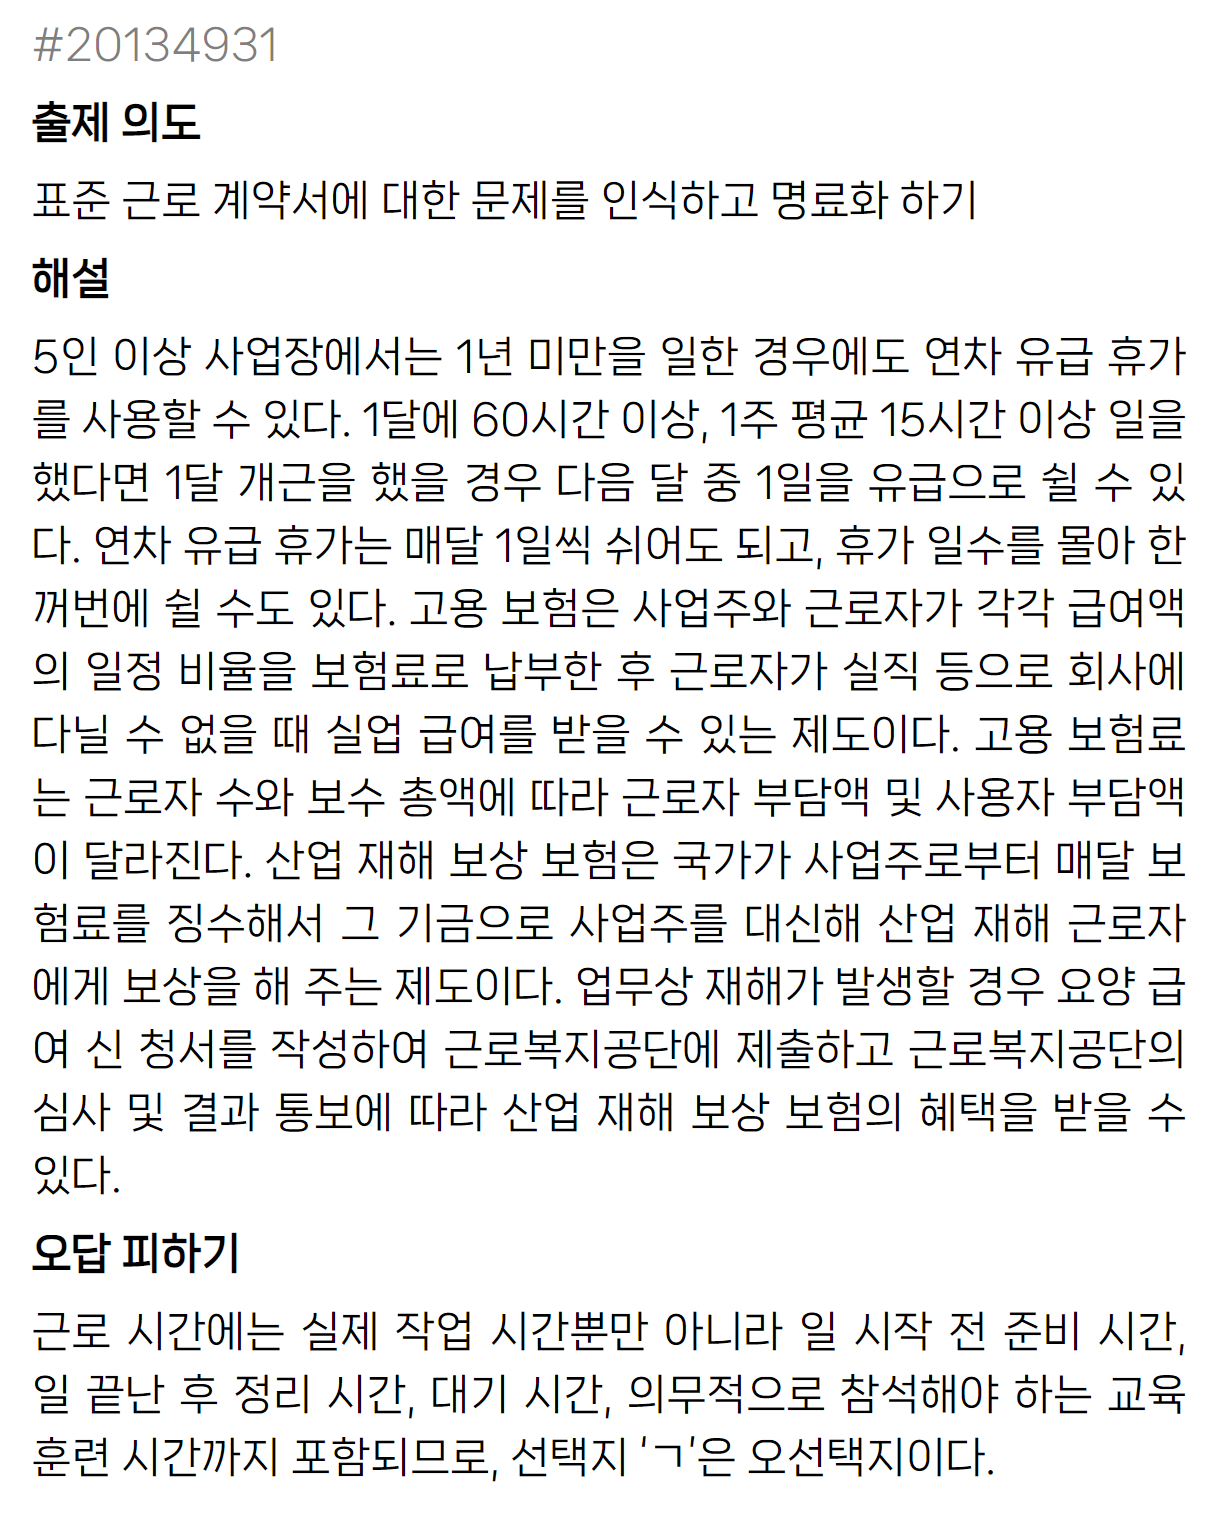 #20134931
출제 의도
표준 근로 계약서에 대한 문제를 인식하고 명료화 하기
해설
5인 이상 사업장에서는 1년 미만을 일한 경우에도 연차 유급 휴가
를 사용할 수 있다. 1달에 60시간 이상, 1주 평균 15시간 이상 일을
했다면 1달 개근을 했을 경우 다음 달 중 1일을 유급으로 쉴 수 있
다. 연차 유급 휴가는 매달 1일씩 쉬어도 되고, 휴가 일수를 몰아 한
꺼번에 쉴 수도 있다. 고용 보험은 사업주와 근로자가 각각 급여액
의 일정 비율을 보험료로 납부한 후 근로자가 실직 등으로 회사에
다닐 수 없을 때 실업 급여를 받을 수 있는 제도이다. 고용 보험료
는 근로자 수와 보수 총액에 따라 근로자 부담액 및 사용자 부담액
이 달라진다. 산업 재해 보상 보험은 국가가 사업주로부터 매달 보
험료를 징수해서 그 기금으로 사업주를 대신해 산업 재해 근로자
에게 보상을 해 주는 제도이다. 업무상 재해가 발생할 경우 요양 급
여 신 청서를 작성하여 근로복지공단에 제출하고 근로복지공단의
심사 및 결과 통보에 따라 산업 재해 보상 보험의 혜택을 받을 수
있다.
오답 피하기
근로 시간에는 실제 작업 시간뿐만 아니라 일 시작 전 준비 시간,
일 끝난 후 정리 시간, 대기 시간, 의무적으로 참석해야 하는 교육
훈련 시간까지 포함되므로, 선택지 'ㄱ'은 오선택지이다.